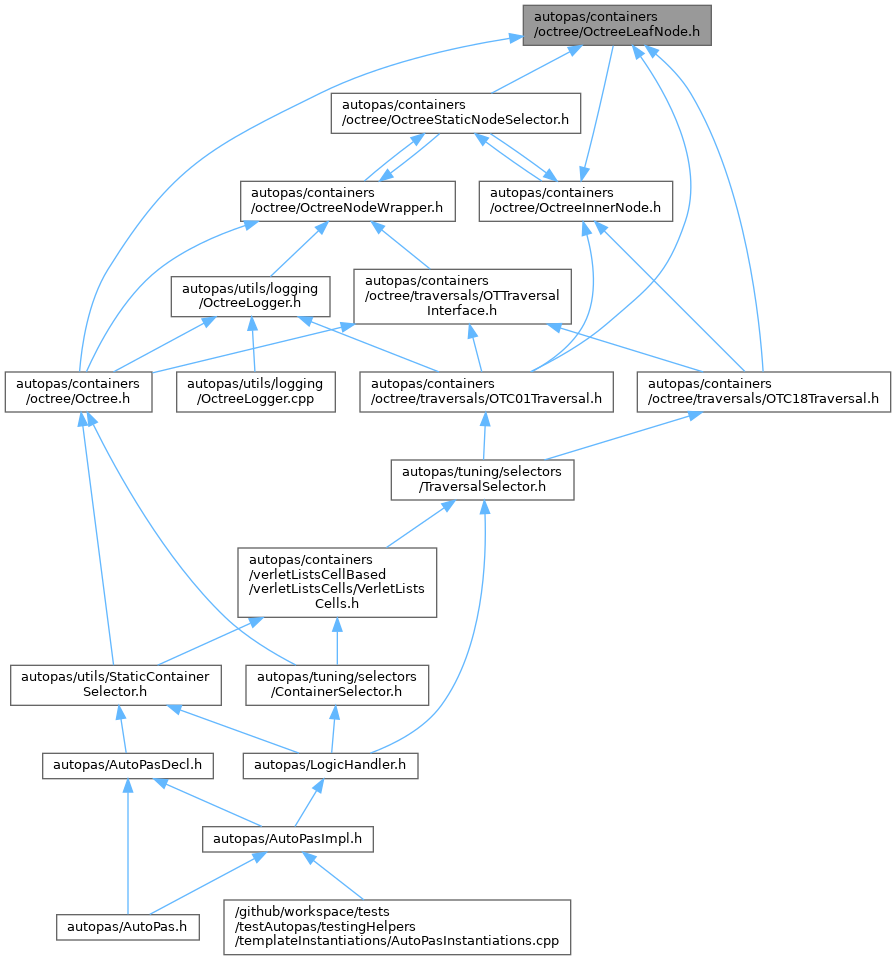 autopas/containers
/octree/OctreeLeafNode.h
autopas/containers
/octree/OctreeStaticNodeSelector.h
autopas/containers
/octree/OctreeNodeWrapper.h
autopas/containers
/octree/OctreeInnerNode.h
autopas/utils/logging
/OctreeLogger.h
autopas/containers
/octree/traversals/OTTraversal
Interface.h
autopas/containers
/octree/Octree.h
autopas/utils/logging
/OctreeLogger.cpp
autopas/containers
/octree/traversals/OTC01Traversal.h
autopas/containers
/octree/traversals/OTC18Traversal.h
autopas/tuning/selectors
/TraversalSelector.h
autopas/containers
/verletListsCellBased
/verletListsCells/VerletLists
Cells.h
autopas/utils/StaticContainer
Selector.h
autopas/tuning/selectors
/ContainerSelector.h
autopas/AutoPasDecl.h
autopas/LogicHandler.h
autopas/AutoPasImpl.h
autopas/AutoPas.h
/github/workspace/tests
/testAutopas/testingHelpers
/templateInstantiations/AutoPasInstantiations.cpp